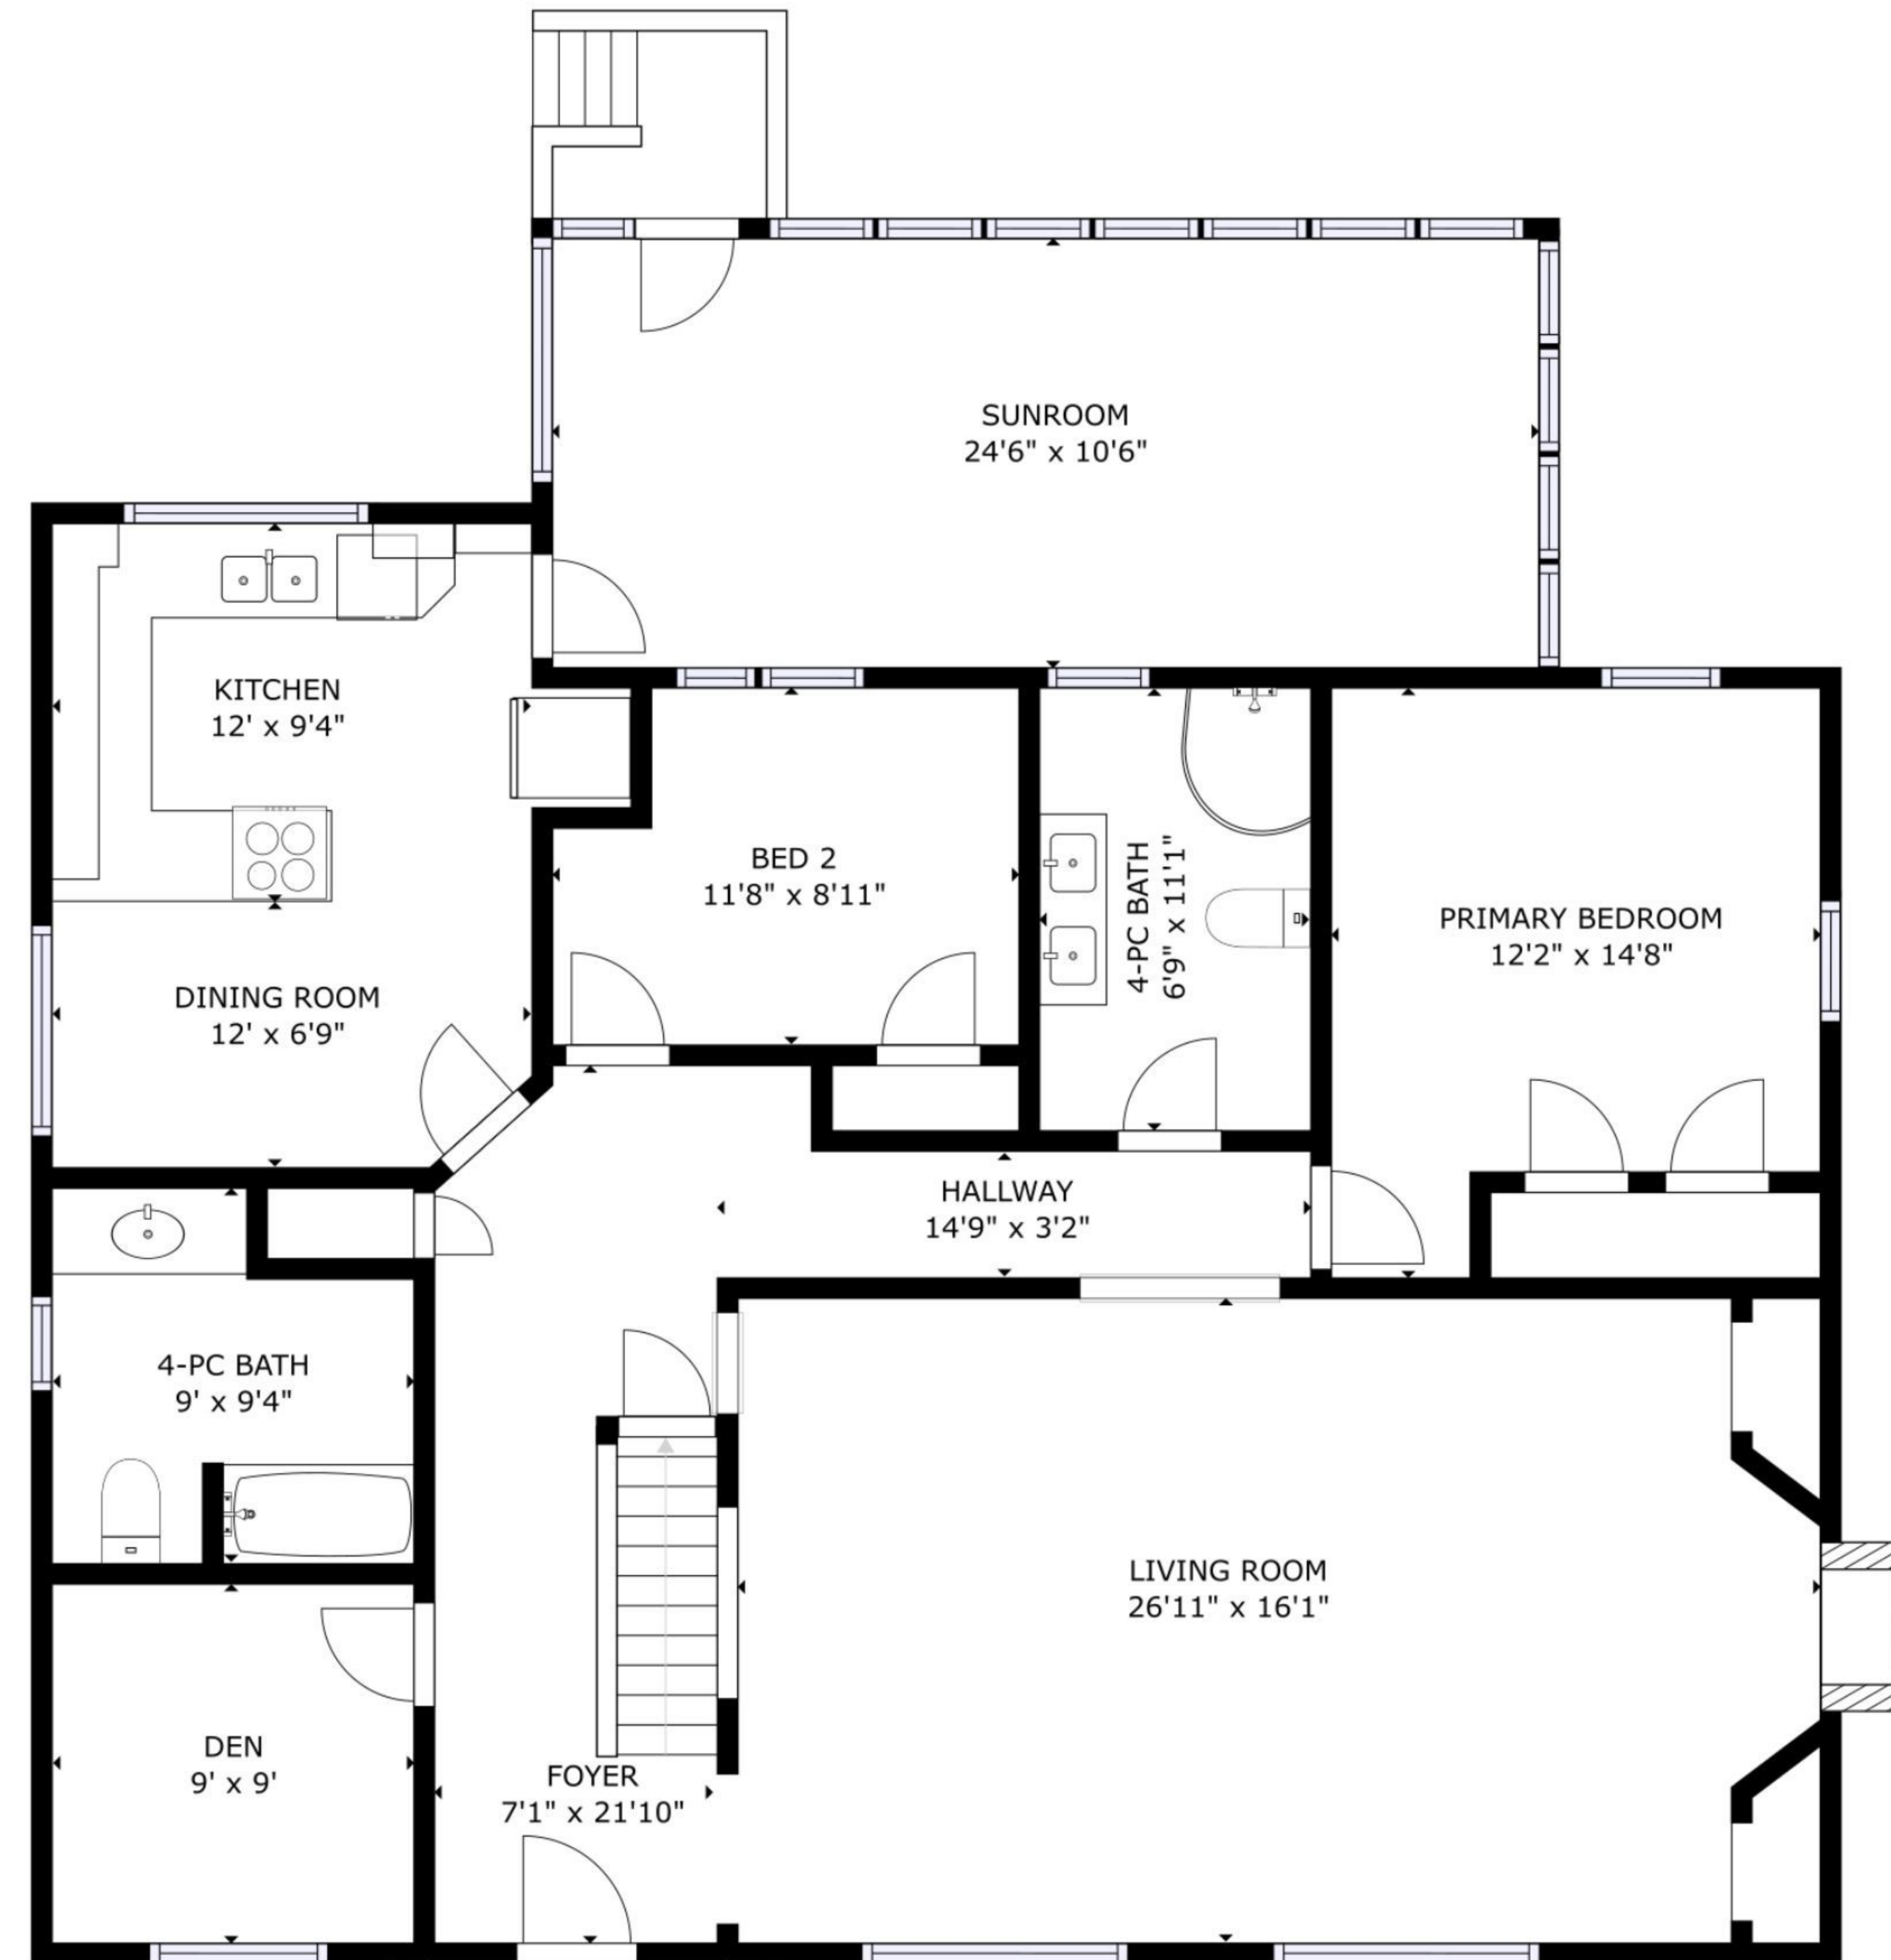 SUNROOM
24'6" x 10'6"
KITCHEN
12' x 9'4"
BED 2
11'8" x 8'11"
4-PC BATH
6'9" x 11'1"
PRIMARY BEDROOM
12'2" x 14'8"
DINING ROOM
12' x 6'9"
HALLWAY
14'9" x 3'2"
4-PC BATH
9' x 9'4"
LIVING ROOM
26'11" x 16'1"
DEN
9' x 9'
FOYER
7'1" x 21'10"